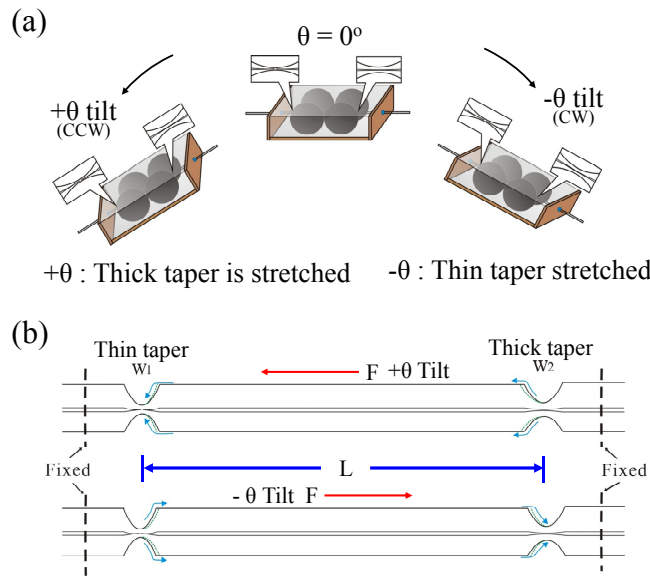 (a)
θ = 0º
+θ tilt
(CCW)
-θ tilt
(CW)
+θ : Thick taper is stretched
-θ : Thin taper stretched
(b)
Thin taper
W1
Thick taper
W2
F +θ Tilt
Fixed
L
Fixed
- θ Tilt F